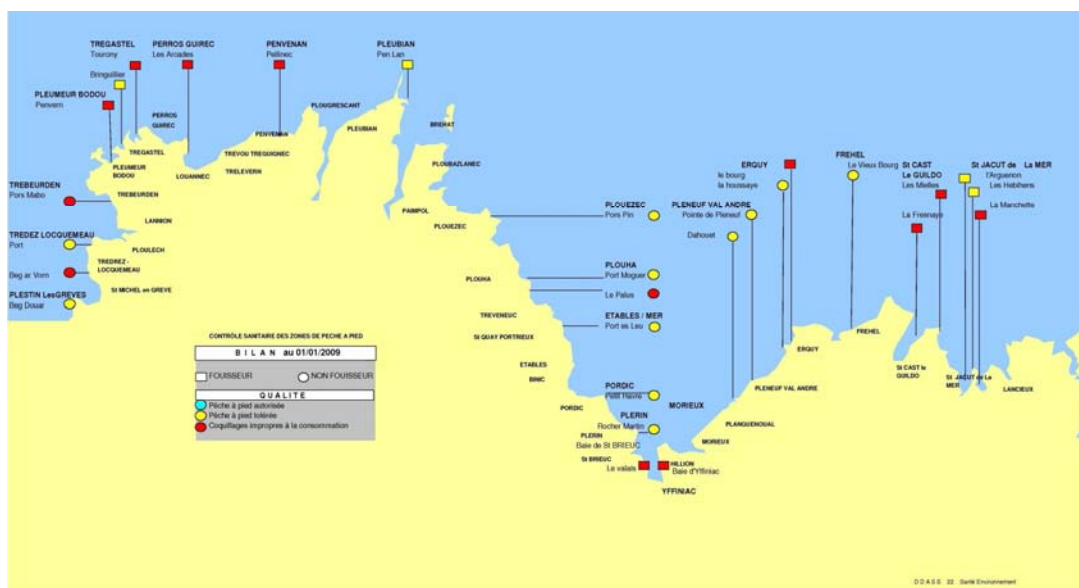 TREGASTEL
Tourony
PERROS GUIREC
Les Arcades
PENVENAN
Pellinec
PLEUBIAN
Pen Lan
Bringuillier
PLEUMEUR BODOU
Penvern
PERROS
GUIREC
TREGASTEL
PLEUMEUR
BODOU
LOUANNEC
PENVENAN
TREVOU TREGUIGNEC
TRELEVERN
PLOUGRESCANT
PLEUBIAN
BREHAT
PLOUBAZLANEC
TREBEURDEN
Pors Mabo
TREBEURDEN
LANNION
PAIMPOL
PLOUEZEC
TREDEZ LOCQUEMEAU
Port
PLOULECH
TREDREZ -
LOCQUEMEAU
Beg ar Vorn
St MICHEL en GREVE
PLESTIN LesGREVES
Beg Douar
PLOUEZEC
Pors Pin
PLOUHA
Port Moguer
Le Palus
PLOUHA
TREVENEUC
ETABLES / MER
Port es Leu
St QUAY PORTRIEUX
ETABLES
BINIC
PORDIC
Petit Havre
PORDIC
PLERIN
Rocher Martin
PLERIN
Baie de St BRIEUC
St BRIEUC
Le valais
HILLION
Baie d'Yffiniac
YFFINIAC
MORIEUX
MORIEUX
PLANGUENOUAL
PLENEUF VAL ANDRE
ERQUY
le bourg
la houssaye
PLENEUF VAL ANDRE
Pointe de Pleneuf
Dahouet
ERQUY
FREHEL
Le Vieux Bourg
FREHEL
St CAST
Le GUILDO
Les Mielles
La Fresnaye
St CAST le
GUILDO
St JACUT de La MER
l'Arguenon
Les Hebihens
La Manchette
St JACUT de La
MER
LANCIEUX
CONTRÔLE SANITAIRE DES ZONES DE PECHE A PIED
BILAN au 01/01/2009
FOUISSEUR
NON FOUISSEUR
QUALITE
Pêche à pied autorisée
Pêche à pied tolérée
Coquillages impropres à la consommation
DDASS 22 Santé Environnement